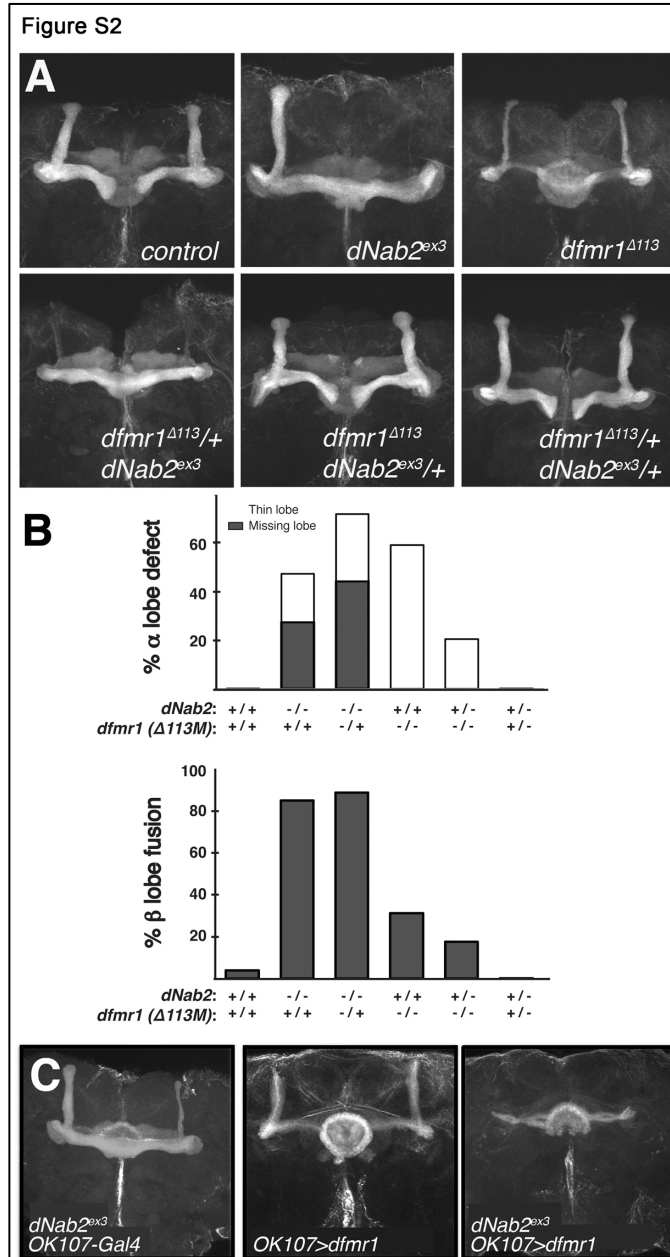 Figure S2
A
control
dNab2ex3
dfmr1Δ113
dfmr1Δ113/+
dNab2ex3
dfmr1Δ113
dNab2ex3/+
dfmr1Δ113/+
dNab2ex3/+
B
Thin lobe
Missing lobe
% α lobe defect
60
40
20
dNab2: +/+ -/- -/- +/+ +/- +/-
dfmr1 (Δ113M): +/+ +/+ -/+ -/- -/- +/-
% β lobe fusion
100
80
60
40
20
dNab2: +/+ -/- -/- +/+ +/- +/-
dfmr1 (Δ113M): +/+ +/+ -/+ -/- -/- +/-
C
dNab2ex3
OK107-Gal4
OK107>dfmr1
dNab2ex3
OK107>dfmr1